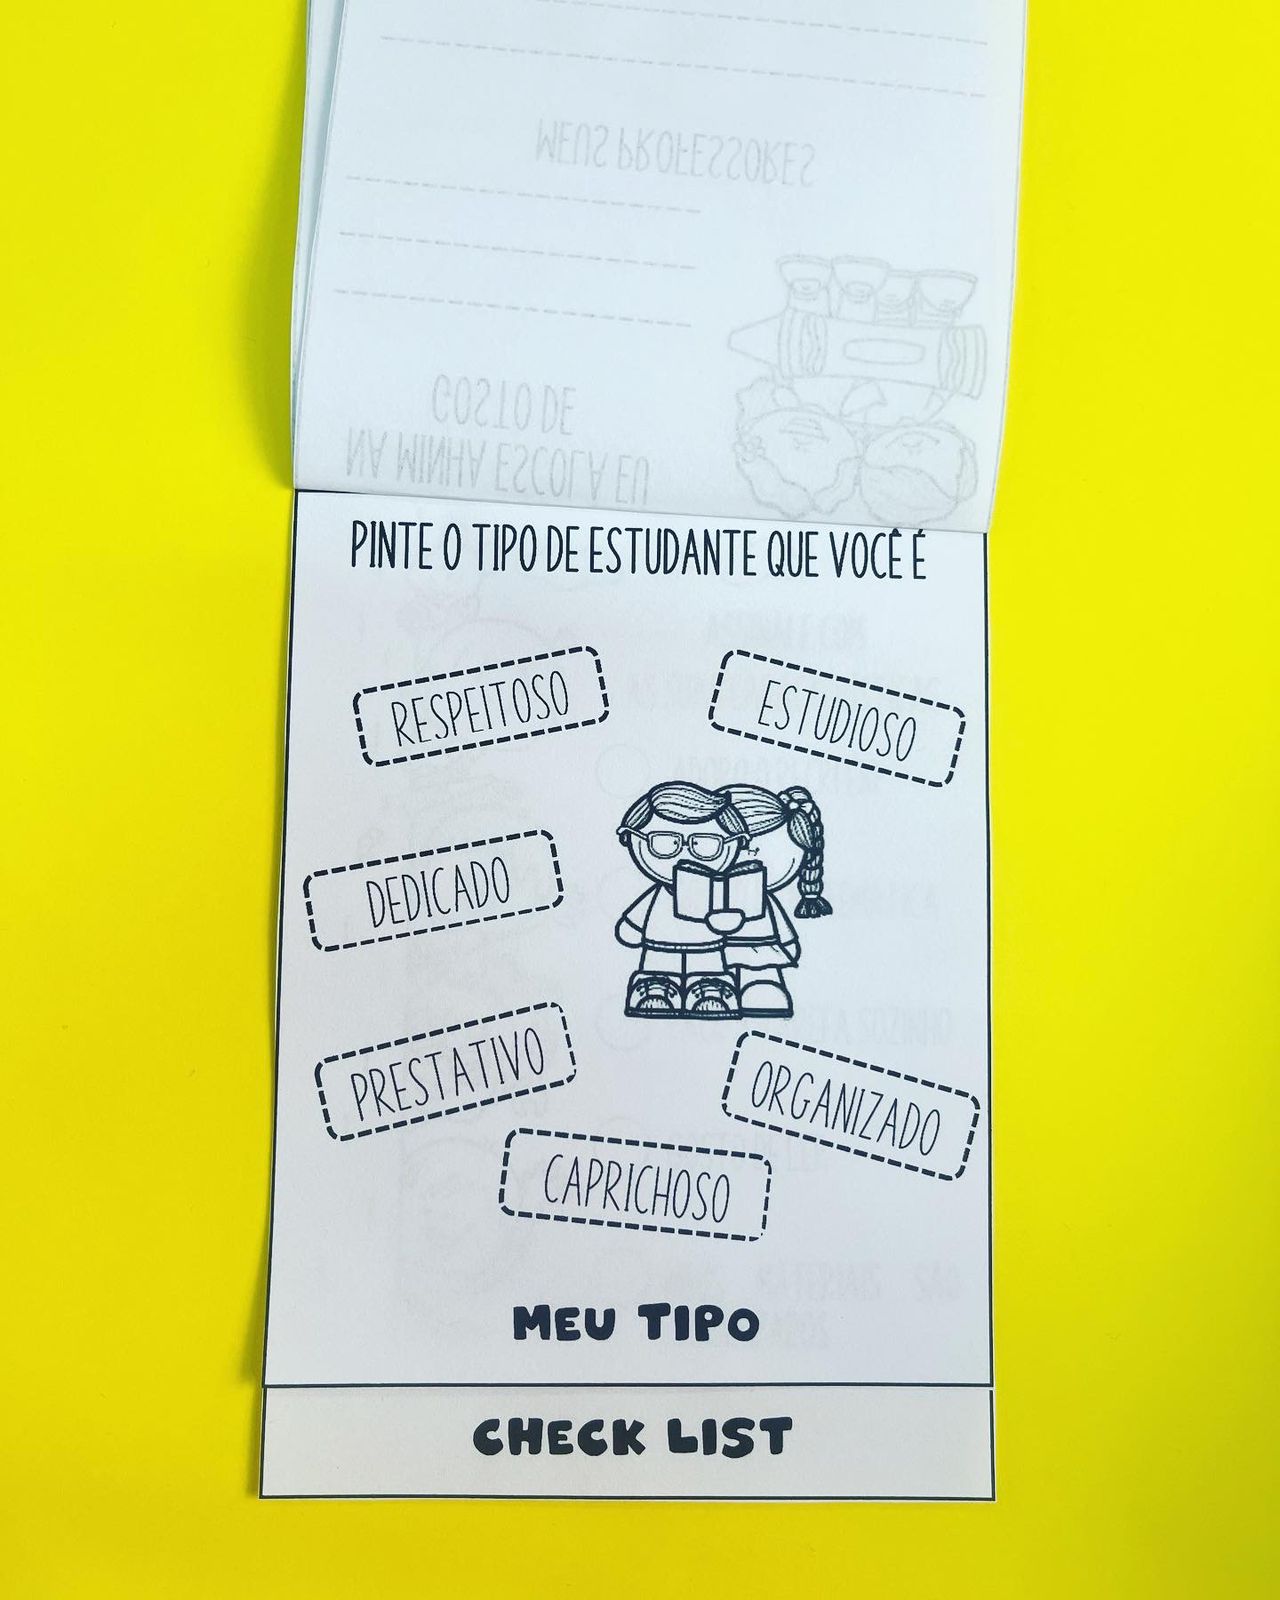 MEUS PROFESSORES
NA MINHA ESCOLA EU
GOSTO DE
PINTE O TIPO DE ESTUDANTE QUE VOCÊ É
RESPEITOSO
ESTUDIOSO
DEDICADO
PRESTATIVO
ORGANIZADO
CAPRICHOSO
MEU TIPO
CHECK LIST